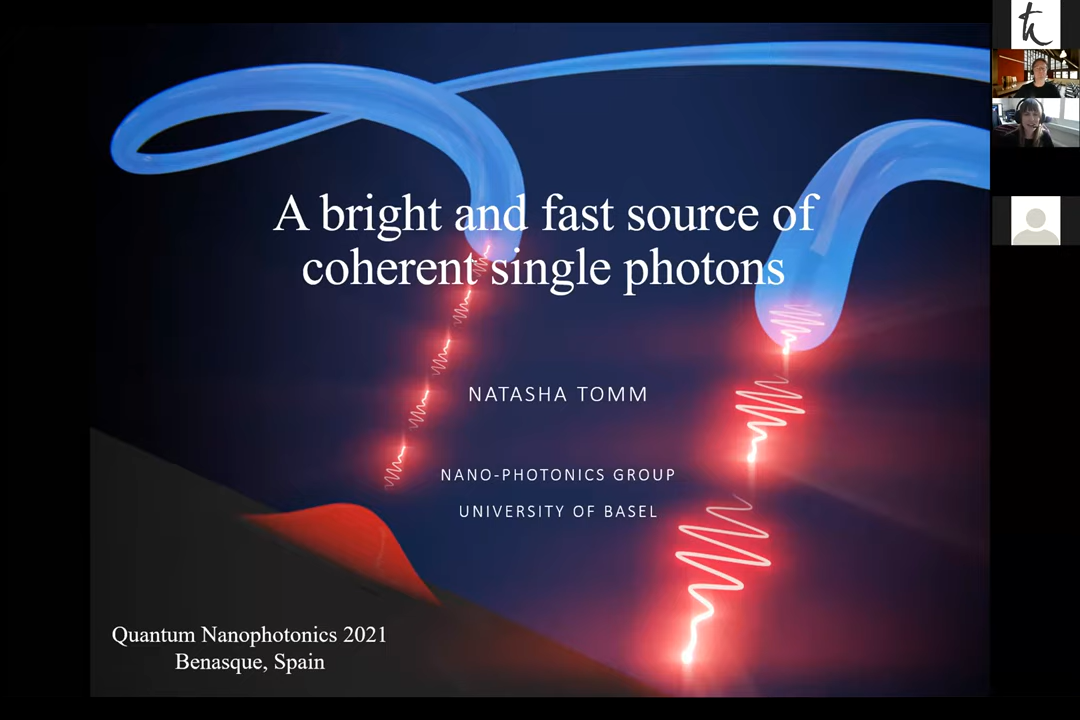 A bright and fast source of
coherent single photons
NATASHA TOMM
NANO-PHOTONICS GROUP
UNIVERSITY OF BASEL
Quantum Nanophotonics 2021
Benasque, Spain